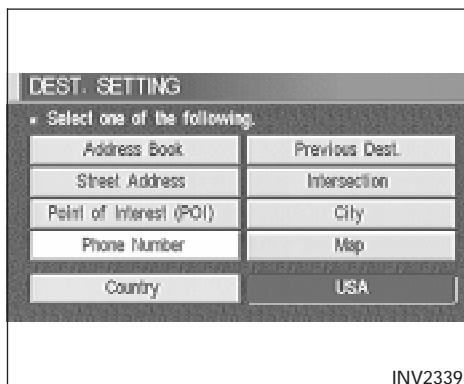 DEST. SETTING
Select one of the following.
Address Book Previous Dest.
Street Address Intersection
Point of Interest (POI) City
Phone Number Map
Country USA
INV2339